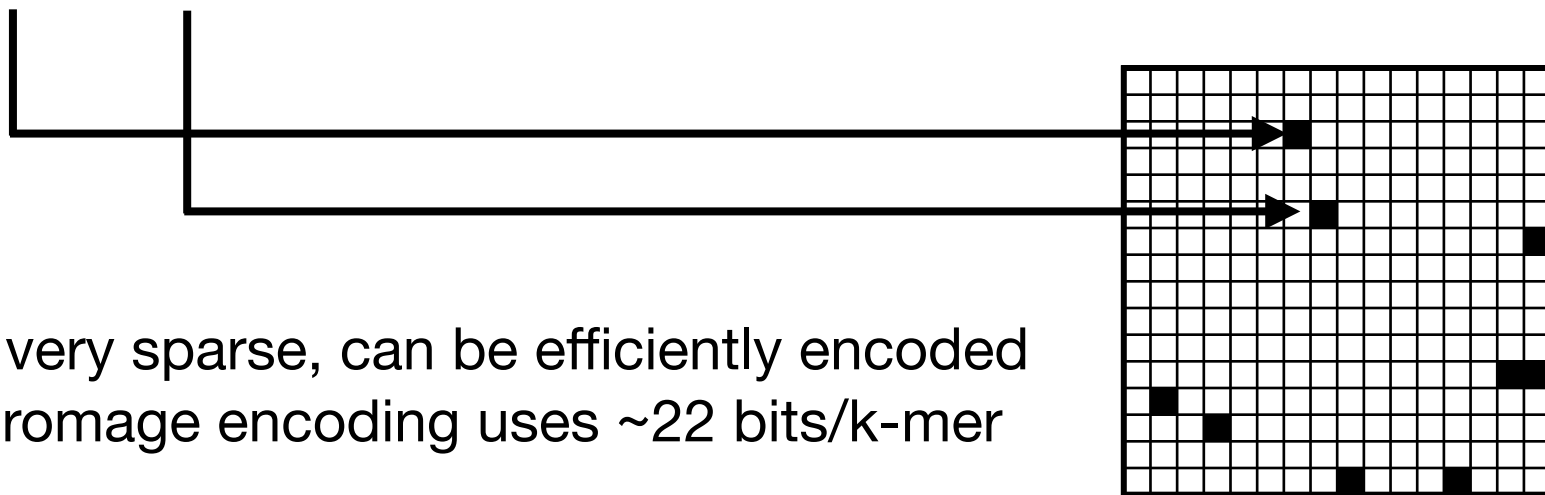 very sparse, can be efficiently encoded
romage encoding uses ~22 bits/k-mer